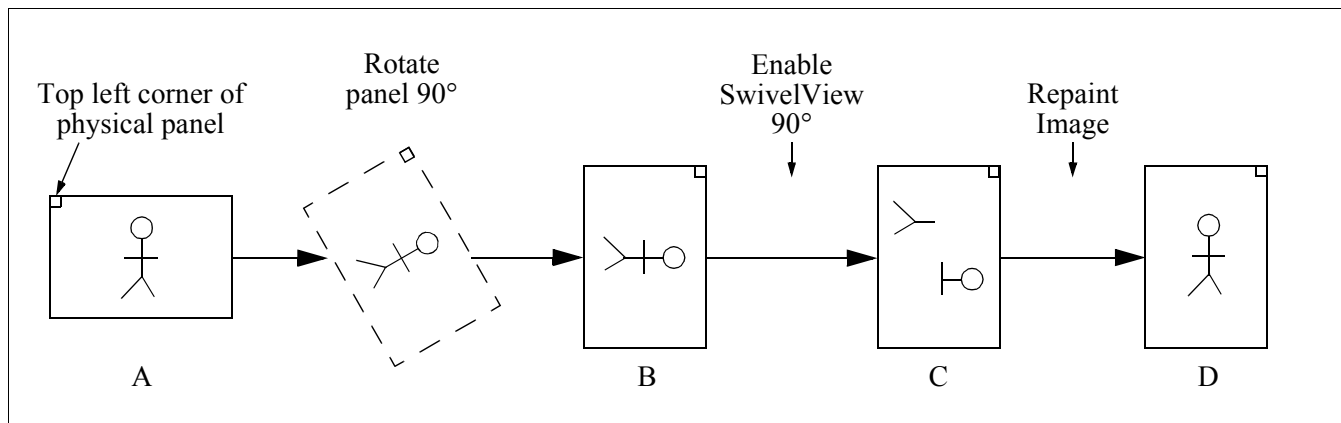 Top left corner of
physical panel
Rotate
panel 90°
Enable
SwivelView
90°
Repaint
Image
A
B
C
D